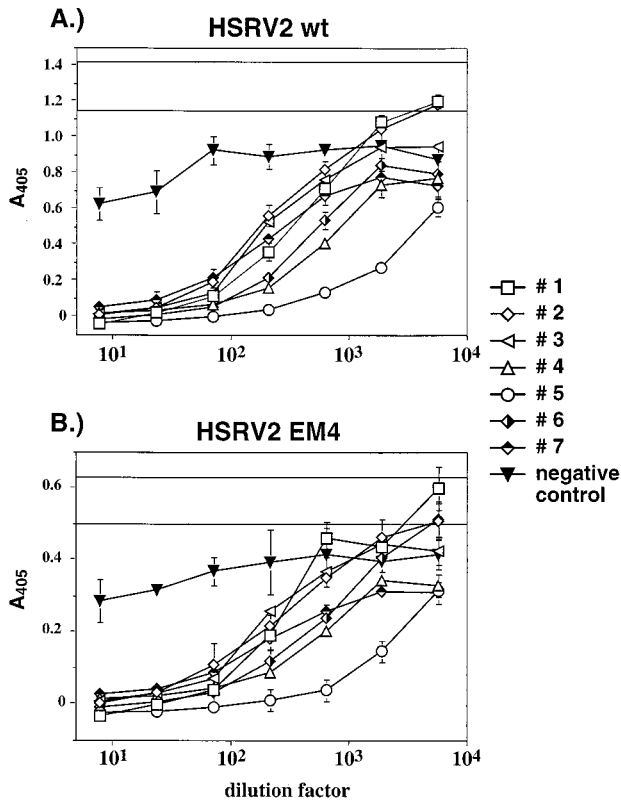 A.)
HSRV2 wt
1.4
1.2
1.0
0.8
0.6
0.4
0.2
0
A405
10¹ 10² 10³ 10⁴
# 1
# 2
# 3
# 4
# 5
# 6
# 7
negative
control
B.)
HSRV2 EM4
0.6
0.4
0.2
0
A405
10¹ 10² 10³ 10⁴
dilution factor